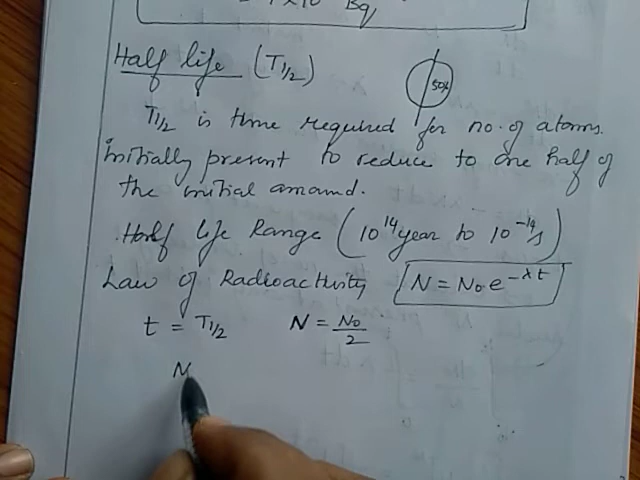 Bq,
Half life (T1/2)
50%
T1/2 is time required for no. of atoms
initially present to reduce to one half of
the initial amount.
Half life Range (10^14 year to 10^-14 s)
Law of Radioactivity N = N0 e^-λt
t = T1/2 N = N0/2
N